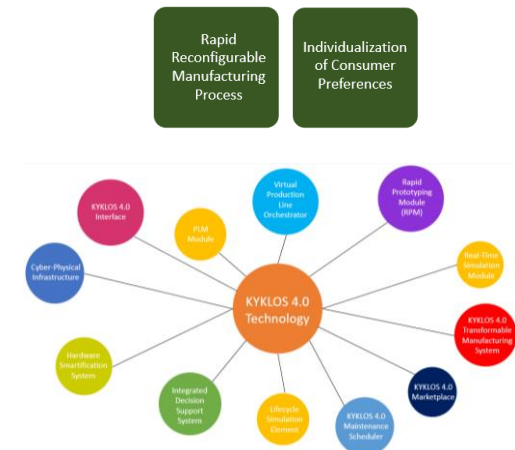 Rapid
Reconfigurable
Manufacturing
Process
Individualization
of Consumer
Preferences
KYKLOS 4.0
Interface
PLM
Module
Virtual
Production
Line
Orchestrator
Rapid
Prototyping
Module
(RPM)
Cyber-Physical
Infrastructure
KYKLOS 4.0
Technology
Real-Time
Simulation
Module
KYKLOS 4.0
Transformable
Manufacturing
System
Hardware
Smartification
System
Integrated
Decision
Support
System
Lifecycle
Simulation
Element
KYKLOS 4.0
Maintenance
Scheduler
KYKLOS 4.0
Marketplace